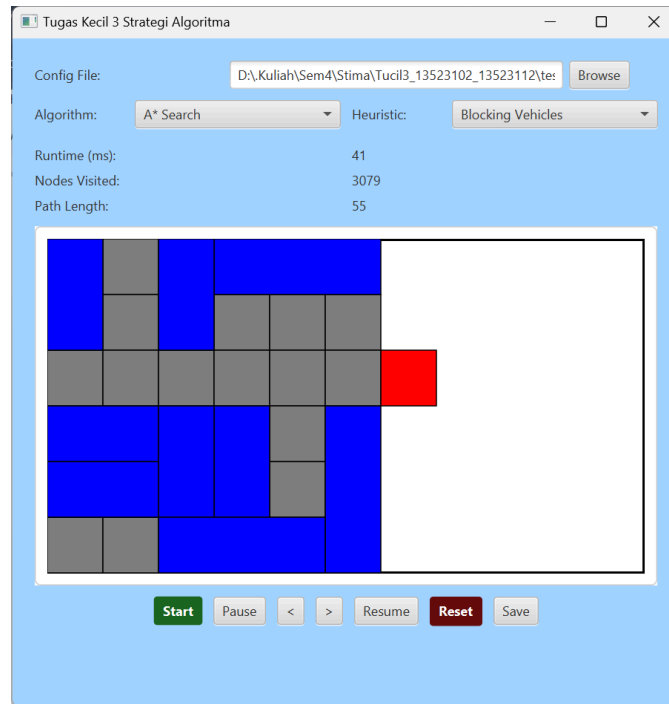 Tugas Kecil 3 Strategi Algoritma
Config File: D:\.Kuliah\Sem4\Stima\Tucil3_13523102_13523112\tes Browse
Algorithm: A* Search Heuristic: Blocking Vehicles
Runtime (ms): 41
Nodes Visited: 3079
Path Length: 55
Start Pause < > Resume Reset Save